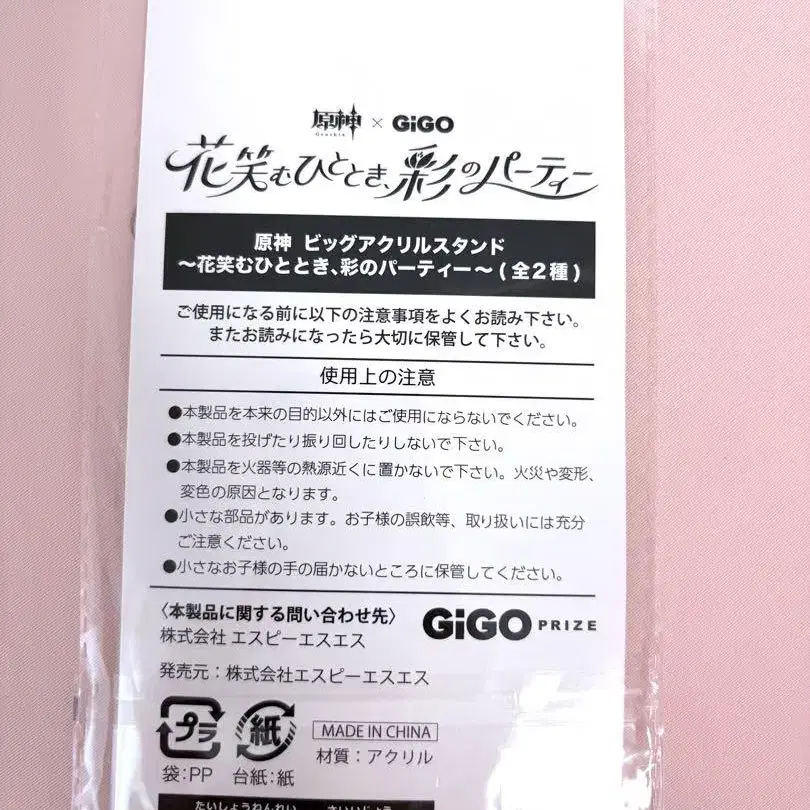 原神 × GiGO
Genshin
花笑むひととき、彩のパーティー
原神 ビッグアクリルスタンド
～花笑むひととき、彩のパーティー～(全2種)
ご使用になる前に以下の注意事項をよくお読み下さい。
またお読みになったら大切に保管して下さい。
使用上の注意
●本製品を本来の目的以外にはご使用にならないでください。
●本製品を投げたり振り回したりしないで下さい。
●本製品を火器等の熱源近くに置かないで下さい。火災や変形、
変色の原因となります。
●小さな部品があります。お子様の誤飲等、取り扱いには充分
ご注意ください。
●小さなお子様の手の届かないところに保管してください。
〈本製品に関する問い合わせ先〉
株式会社 エスピーエスエス
GiGO PRIZE
発売元：株式会社エスピーエスエス
プラ 紙 MADE IN CHINA
袋:PP 台紙:紙 材質：アクリル
たいしょうねんれい さいいじょう